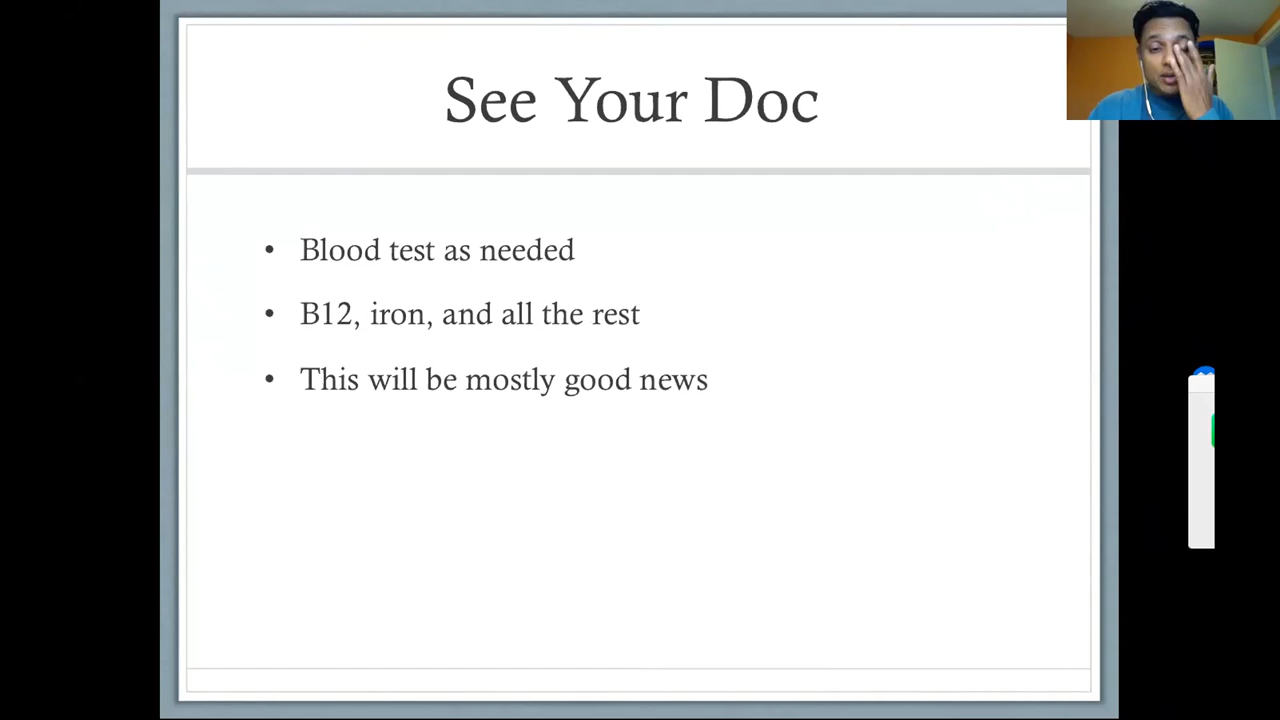 See Your Doc
• Blood test as needed
• B12, iron, and all the rest
• This will be mostly good news